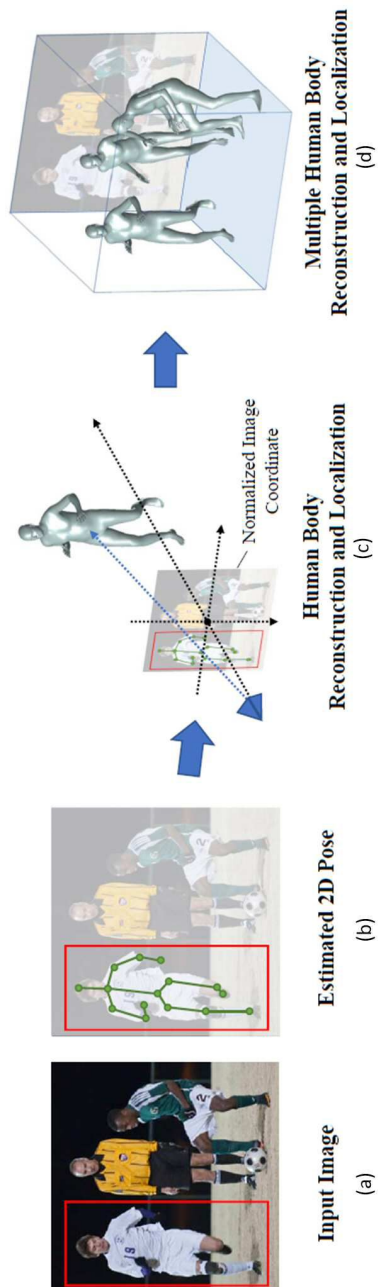 Input Image
(a)
Estimated 2D Pose
(b)
Normalized Image
Coordinate
Human Body
Reconstruction and Localization
(c)
Multiple Human Body
Reconstruction and Localization
(d)